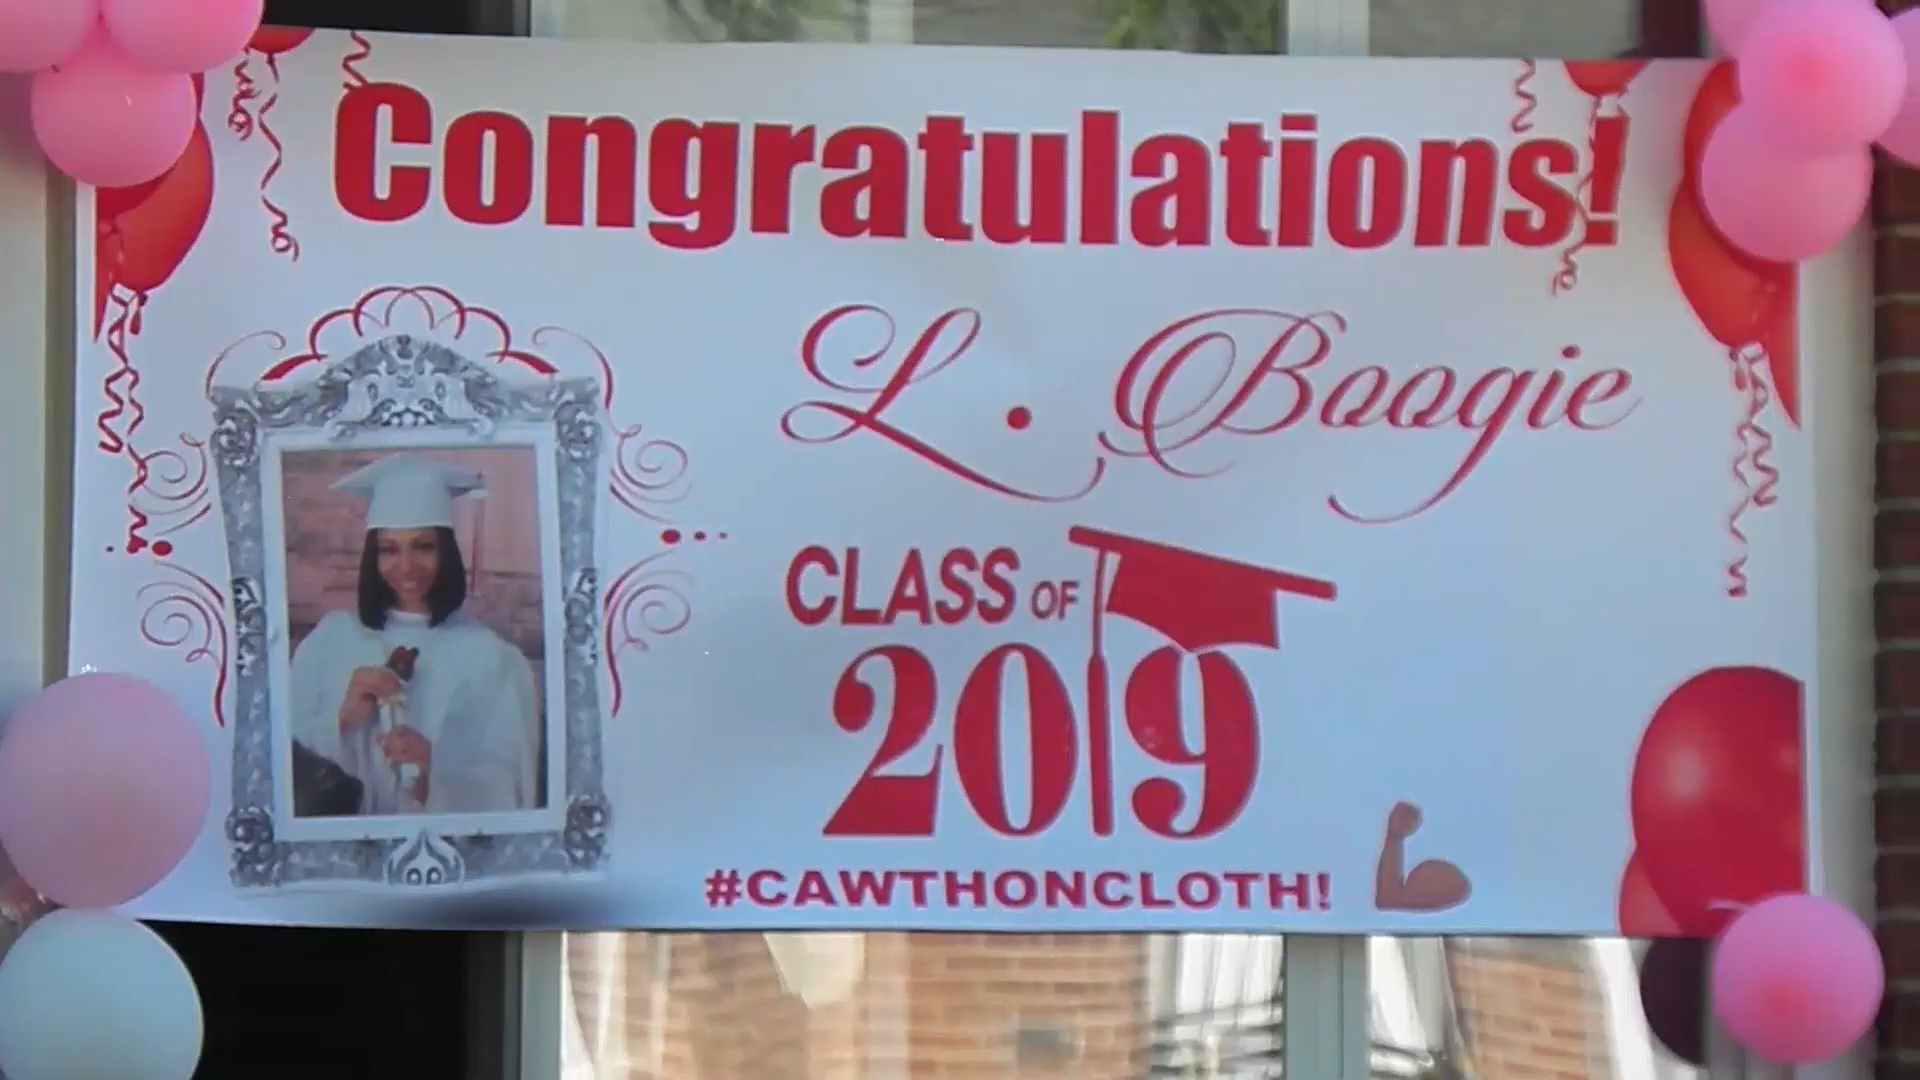 Congratulations!
L. Boogie
CLASS OF
2019
#CAWTHONCLOTH!